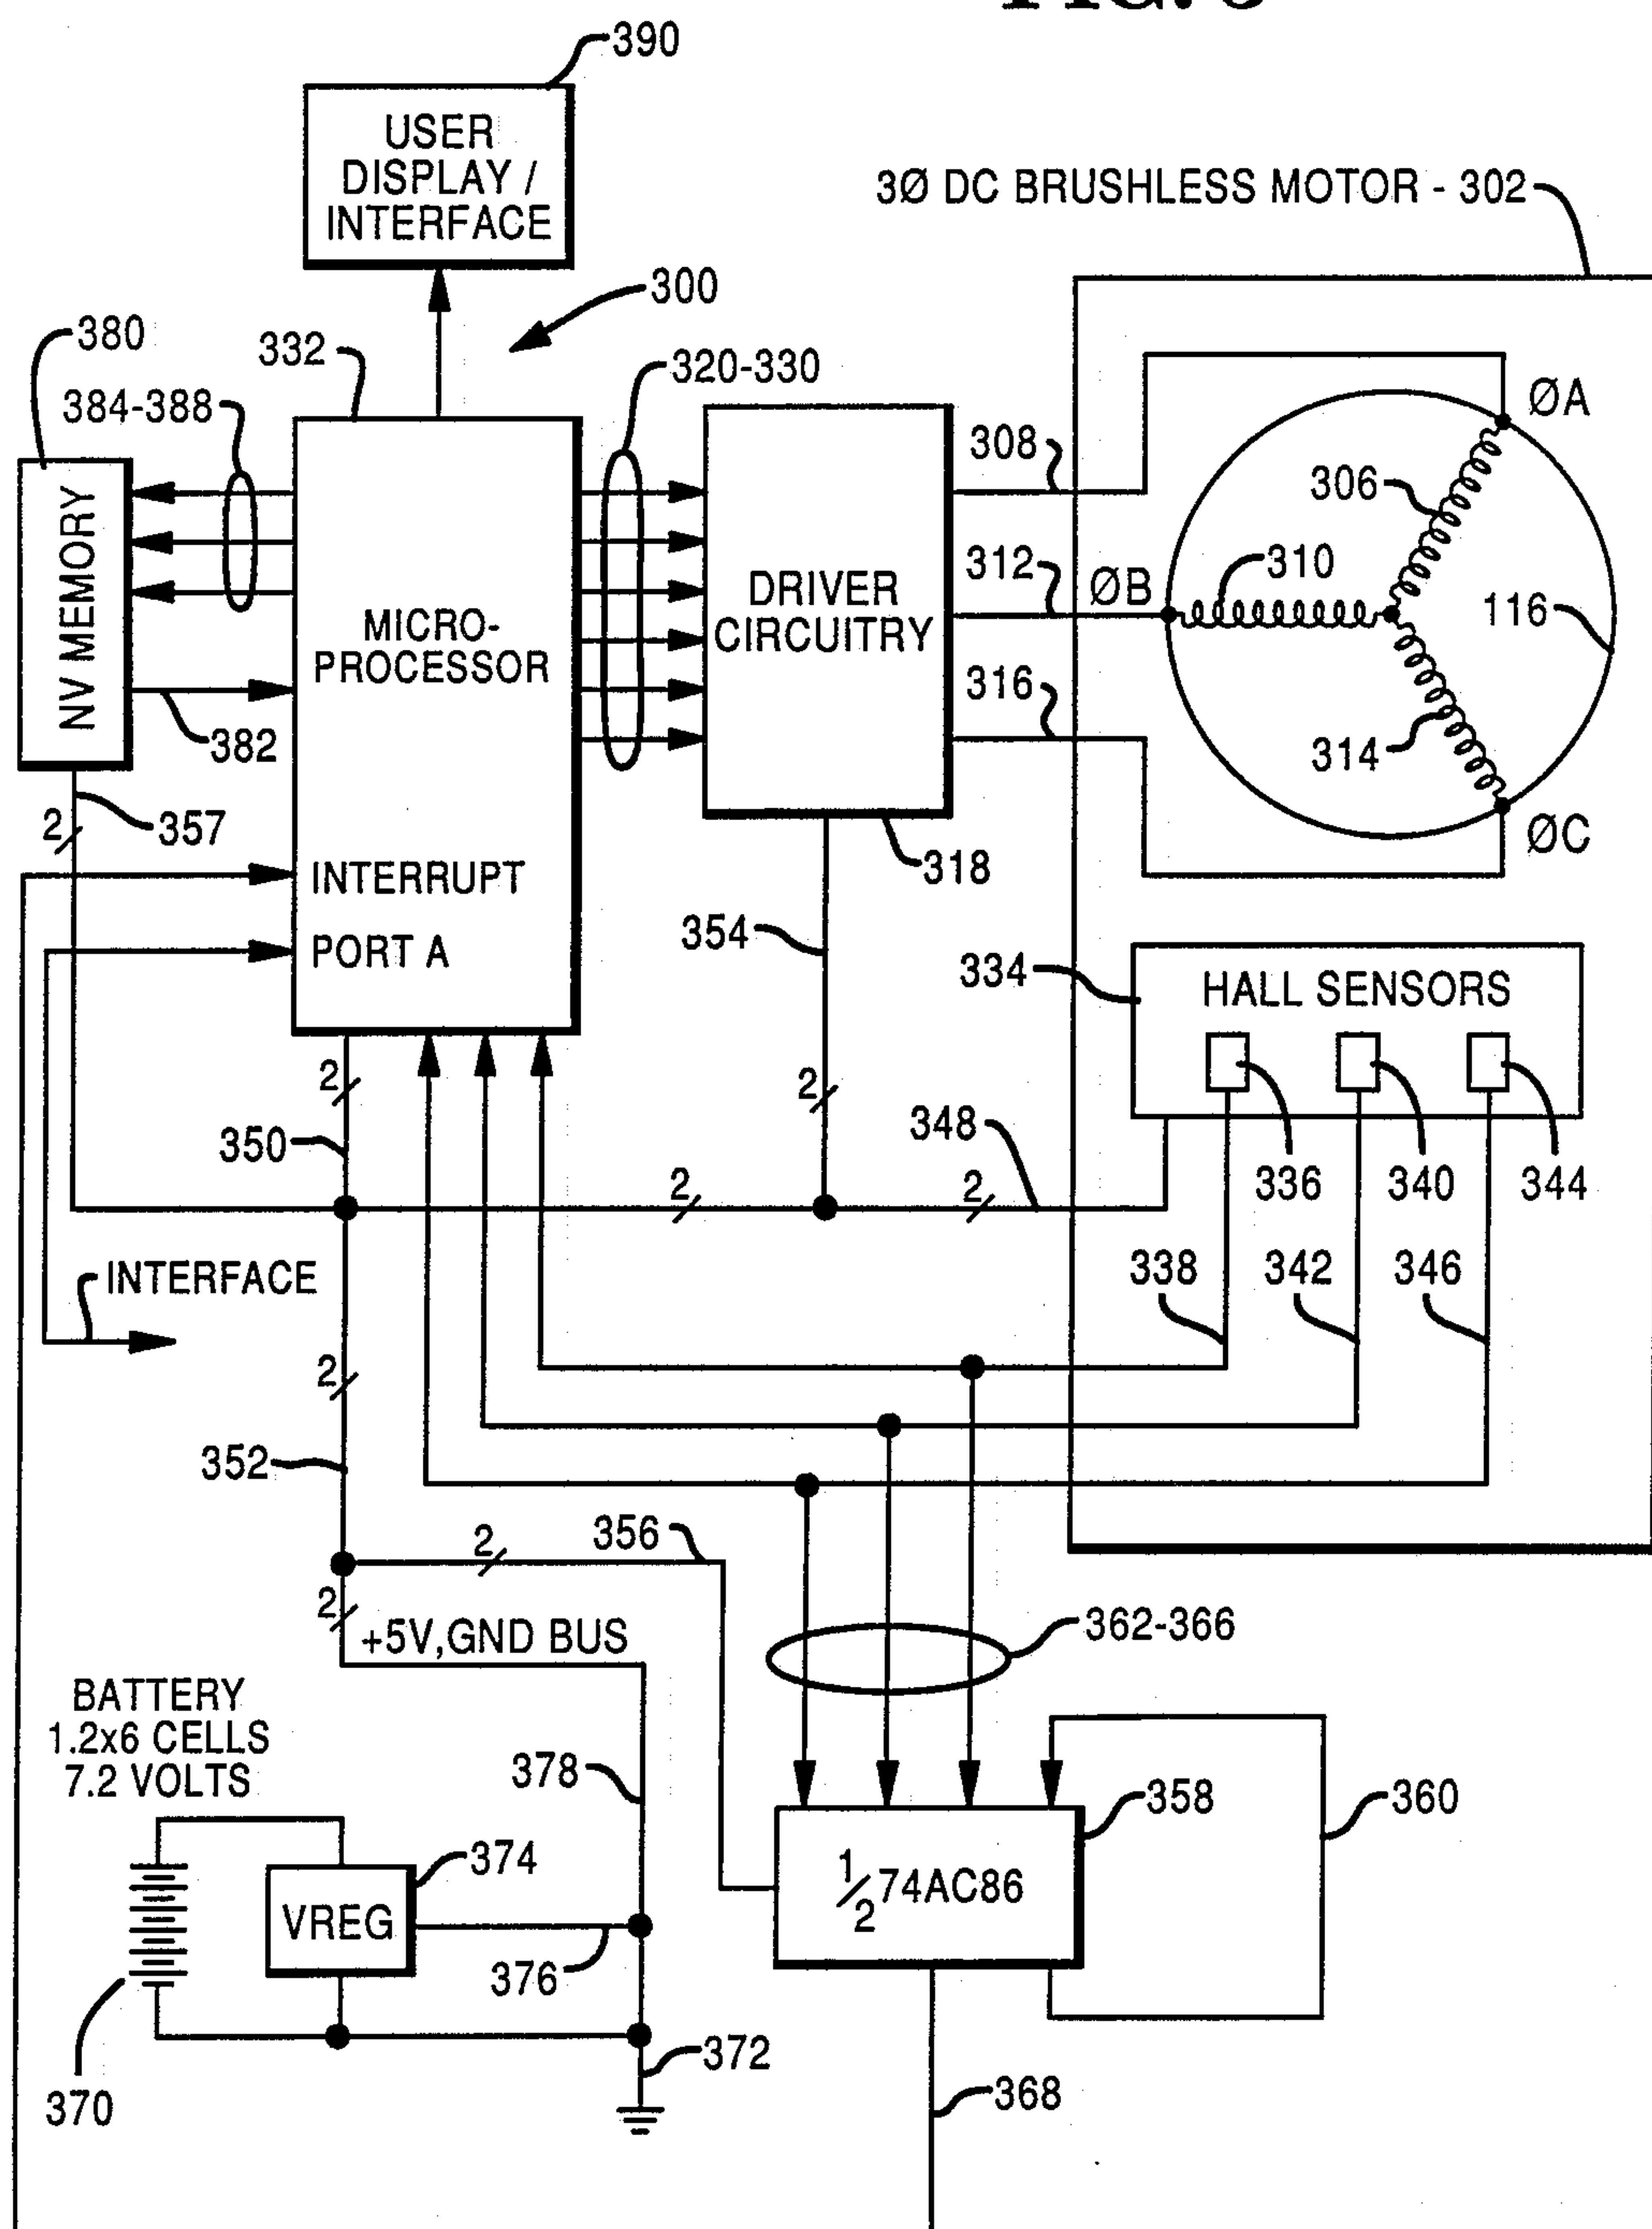 390
USER
DISPLAY /
INTERFACE
3Ø DC BRUSHLESS MOTOR - 302
300
380
332
320-330
384-388
ØA
308
306
NV MEMORY
MICRO-
PROCESSOR
DRIVER
CIRCUITRY
312
ØB
310
116
316
314
382
2
357
ØC
318
INTERRUPT
PORT A
354
334
HALL SENSORS
2
2
350
348
336
340
344
2
2
INTERFACE
338
342
346
2
352
356
2
2
+5V,GND BUS
362-366
BATTERY
1.2x6 CELLS
7.2 VOLTS
378
358
360
374
VREG
1/2 74AC86
376
372
370
368